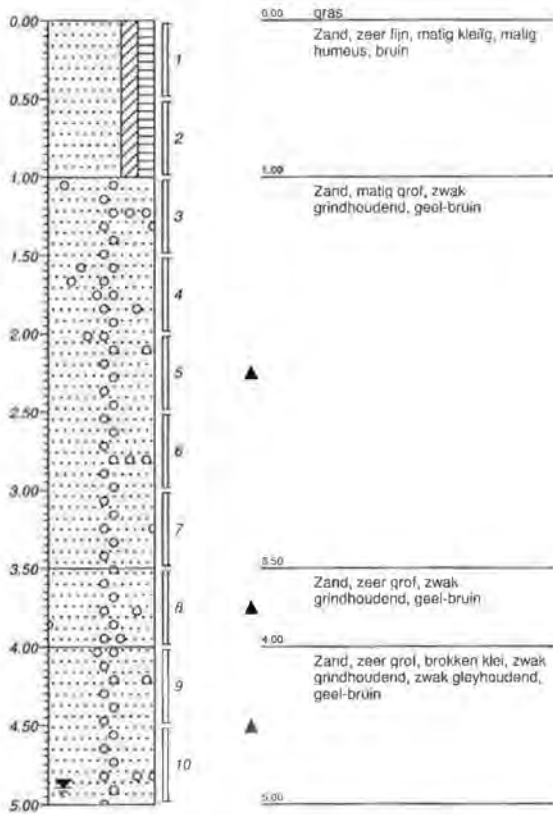 0.00
0.50
1.00
1.50
2.00
2.50
3.00
3.50
4.00
4.50
5.00
1
2
3
4
5
6
7
8
9
10
0.00
gras
Zand, zeer fijn, matig kleiïg, matig
humeus, bruin
1.00
Zand, matig grof, zwak
grindhoudend, geel-bruin
3.50
Zand, zeer grof, zwak
grindhoudend, geel-bruin
4.00
Zand, zeer grof, brokken klei, zwak
grindhoudend, zwak gleyhoudend,
geel-bruin
5.00